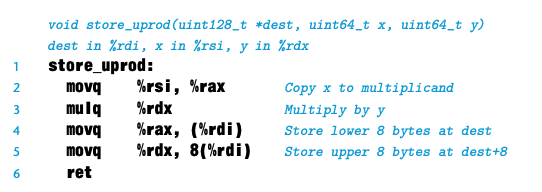 void store_uprod(uint128_t *dest, uint64_t x, uint64_t y)
dest in %rdi, x in %rsi, y in %rdx
1 store_uprod:
2 movq %rsi, %rax Copy x to multiplicand
3 mulq %rdx Multiply by y
4 movq %rax, (%rdi) Store lower 8 bytes at dest
5 movq %rdx, 8(%rdi) Store upper 8 bytes at dest+8
6 ret